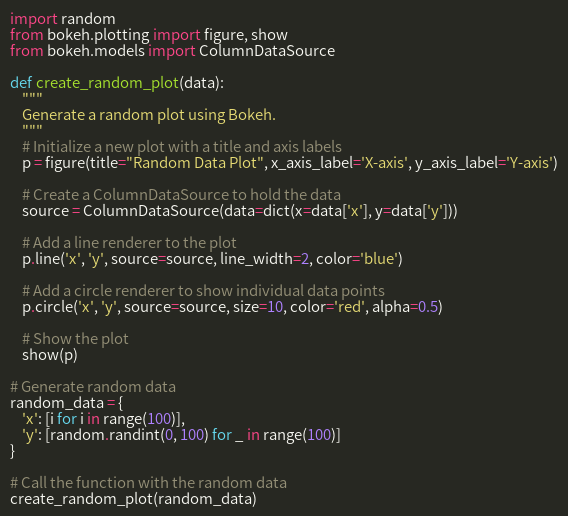 import random
from bokeh.plotting import figure, show
from bokeh.models import ColumnDataSource

def create_random_plot(data):
    """
    Generate a random plot using Bokeh.
    """
    # Initialize a new plot with a title and axis labels
    p = figure(title="Random Data Plot", x_axis_label='X-axis', y_axis_label='Y-axis')

    # Create a ColumnDataSource to hold the data
    source = ColumnDataSource(data=dict(x=data['x'], y=data['y']))

    # Add a line renderer to the plot
    p.line('x', 'y', source=source, line_width=2, color='blue')

    # Add a circle renderer to show individual data points
    p.circle('x', 'y', source=source, size=10, color='red', alpha=0.5)

    # Show the plot
    show(p)

# Generate random data
random_data = {
    'x': [i for i in range(100)],
    'y': [random.randint(0, 100) for _ in range(100)]
}

# Call the function with the random data
create_random_plot(random_data)